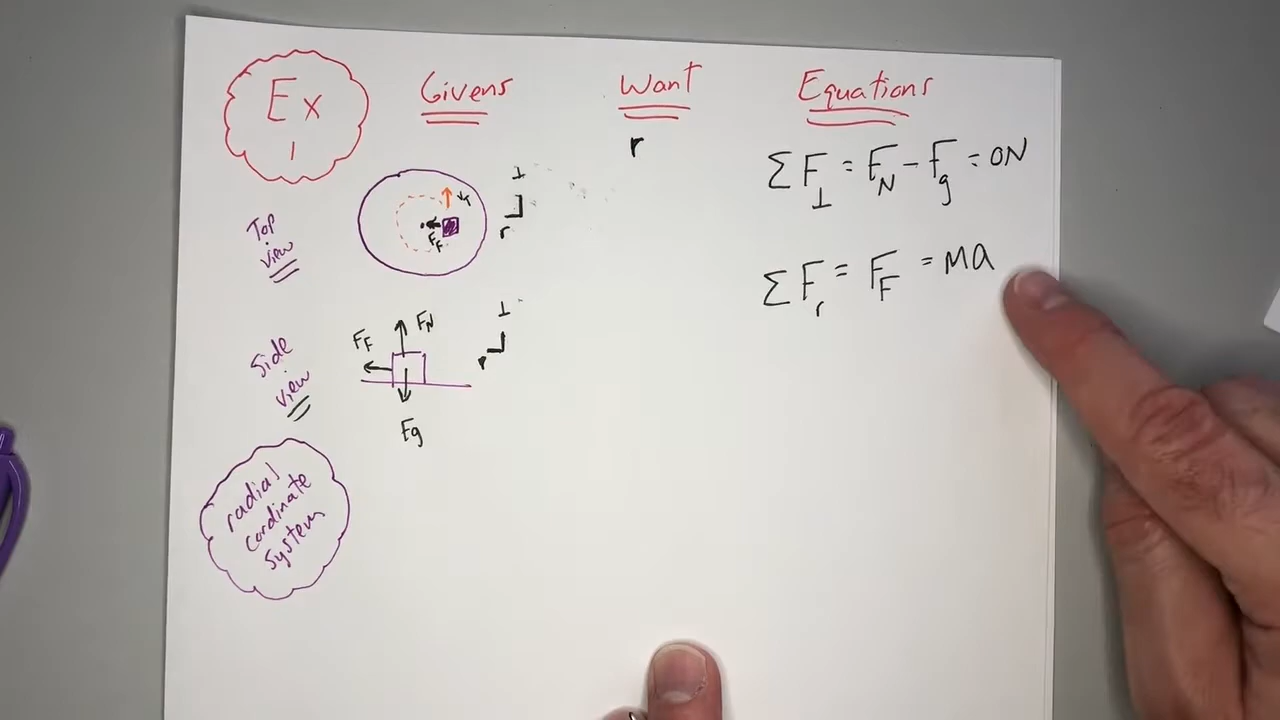 Ex
1
Givens
Want
Equations
r
ΣF⊥ = FN - Fg = 0N
Top
view
⊥
r
FF
ΣFr = FF = ma
Side
view
FF
FN
⊥
r
Fg
radial
cordinate
system